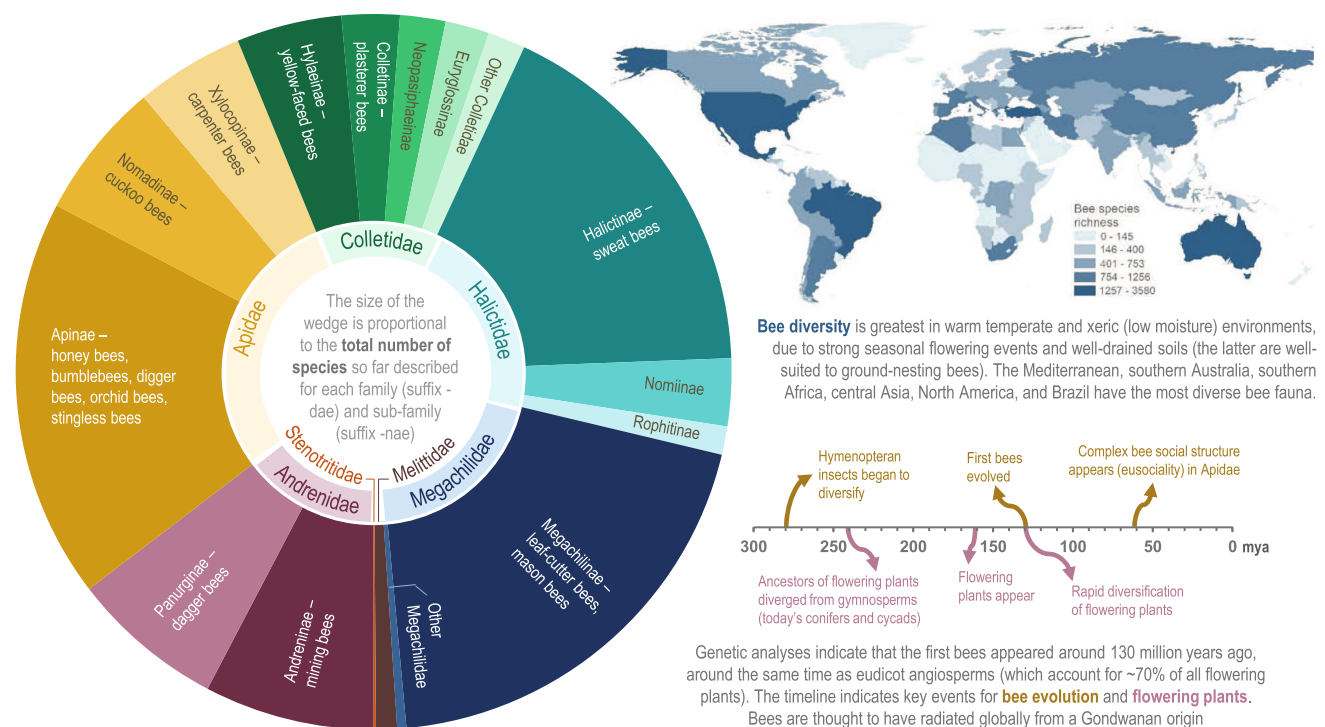 Hylaeinae –
yellow-faced bees
Colletinae –
plasterer bees
Neopasiphaeinae
Euryglossinae
Other Colletidae
Xylocopinae –
carpenter bees
Nomadinae –
cuckoo bees
Apinae –
honey bees,
bumblebees, digger
bees, orchid bees,
stingless bees
Panurginae –
dagger bees
Andreninae –
mining bees
Other
Megachilidae
Megachilinae –
leaf-cutter bees,
mason bees
Rophitinae
Nomiinae
Halictinae –
sweat bees
Colletidae
Halictidae
Apidae
Andrenidae
Stenotritidae
Melittidae
Megachilidae
The size of the
wedge is proportional
to the total number of
species so far described
for each family (suffix -
dae) and sub-family
(suffix -nae)
Bee species
richness
0 - 145
146 - 400
401 - 753
754 - 1256
1257 - 3580
Bee diversity is greatest in warm temperate and xeric (low moisture) environments,
due to strong seasonal flowering events and well-drained soils (the latter are well-
suited to ground-nesting bees). The Mediterranean, southern Australia, southern
Africa, central Asia, North America, and Brazil have the most diverse bee fauna.
Hymenopteran
insects began to
diversify
First bees
evolved
Complex bee social structure
appears (eusociality) in Apidae
300 250 200 150 100 50 0 mya
Ancestors of flowering plants
diverged from gymnosperms
(today's conifers and cycads)
Flowering
plants appear
Rapid diversification
of flowering plants
Genetic analyses indicate that the first bees appeared around 130 million years ago,
around the same time as eudicot angiosperms (which account for ~70% of all flowering
plants). The timeline indicates key events for bee evolution and flowering plants.
Bees are thought to have radiated globally from a Gondwanan origin